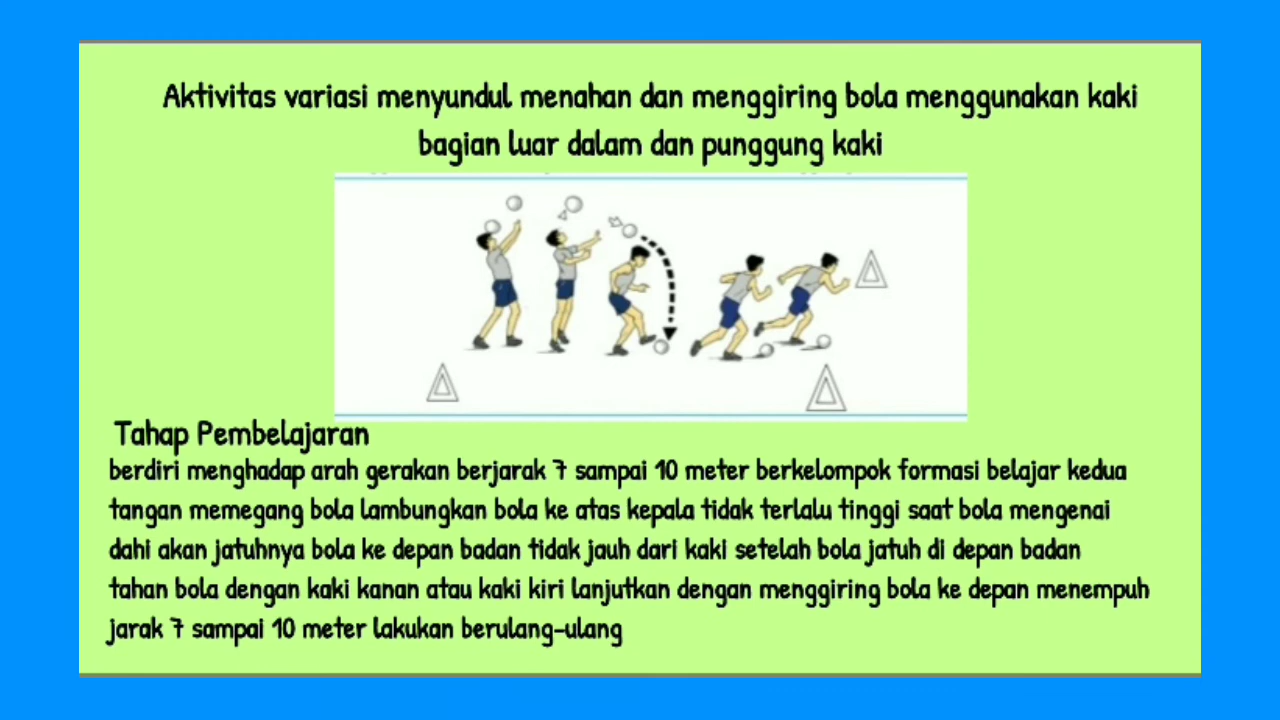 Aktivitas variasi menyundul menahan dan menggiring bola menggunakan kaki
bagian luar dalam dan punggung kaki
Tahap Pembelajaran
berdiri menghadap arah gerakan berjarak 7 sampai 10 meter berkelompok formasi belajar kedua
tangan memegang bola lambungkan bola ke atas kepala tidak terlalu tinggi saat bola mengenai
dahi akan jatuhnya bola ke depan badan tidak jauh dari kaki setelah bola jatuh di depan badan
tahan bola dengan kaki kanan atau kaki kiri lanjutkan dengan menggiring bola ke depan menempuh
jarak 7 sampai 10 meter lakukan berulang-ulang